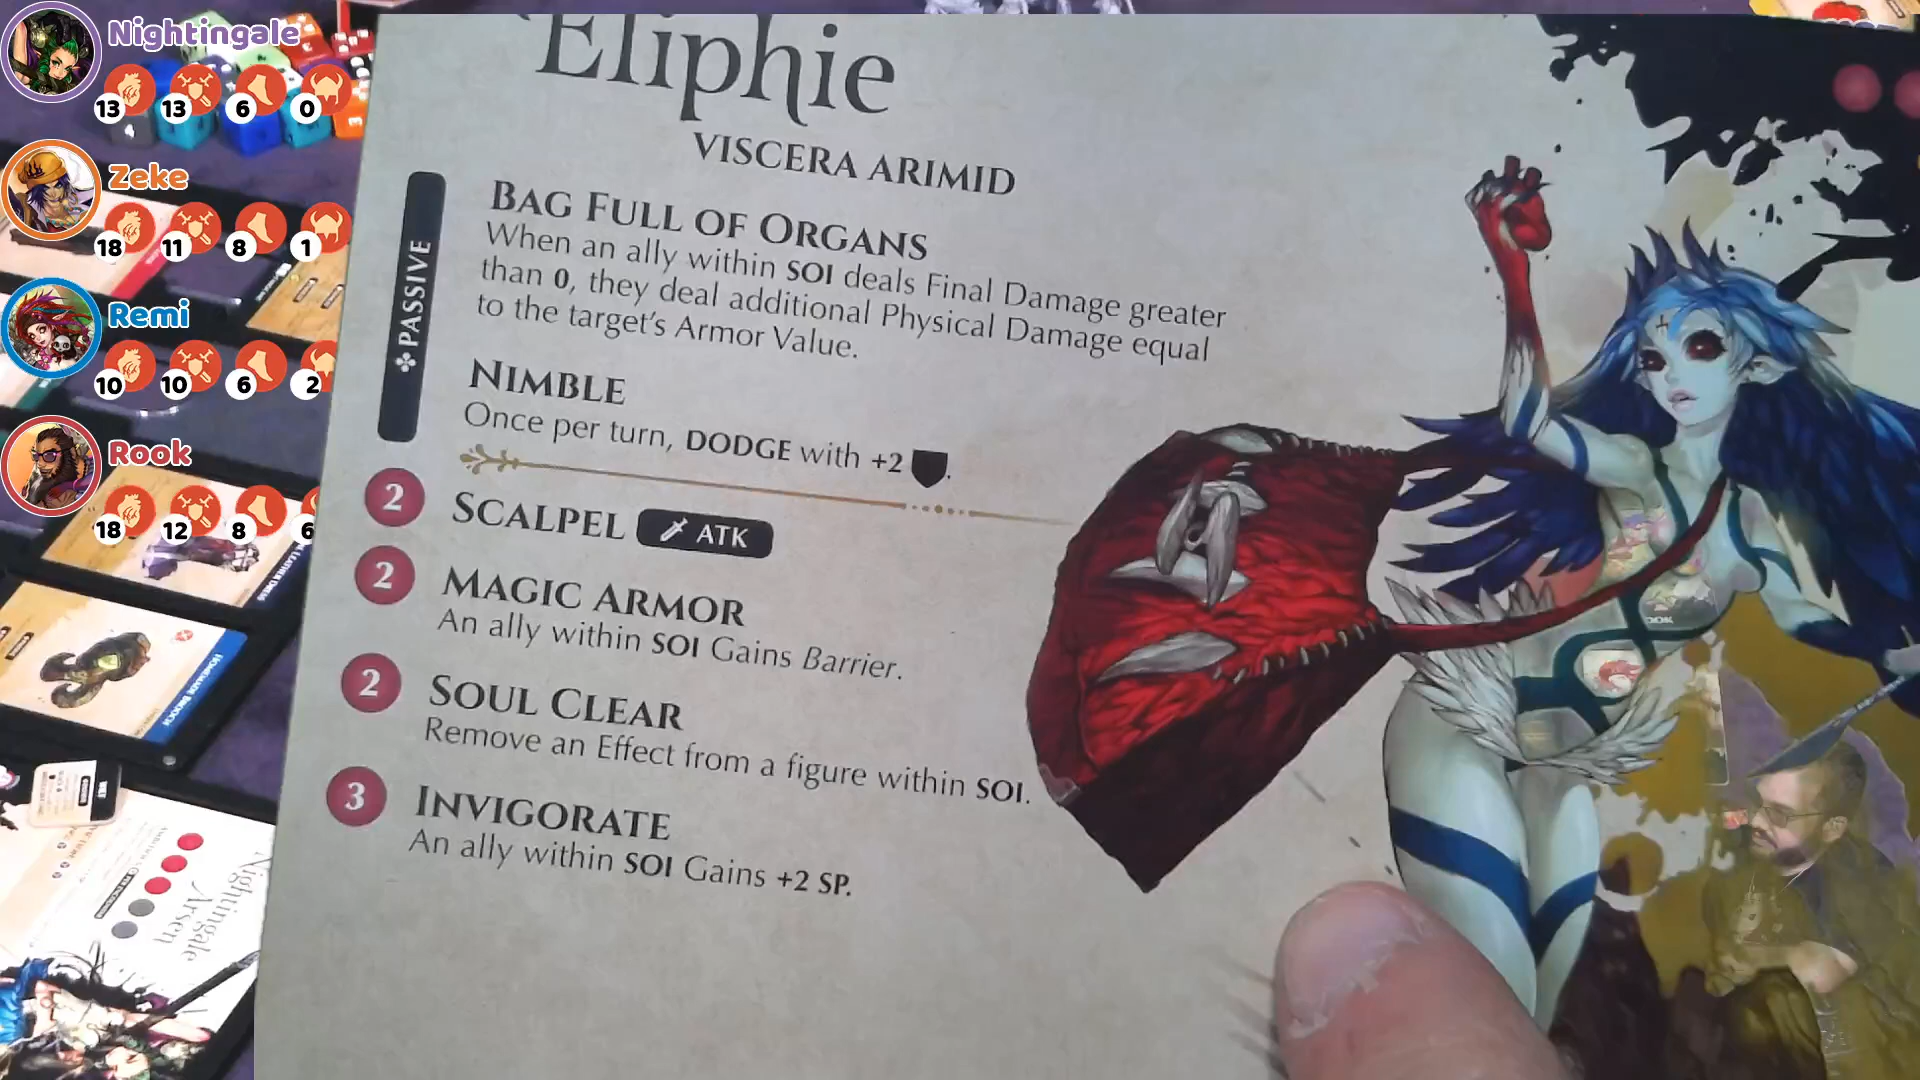 Nightingale
13
13
6
0
Zeke
18
11
8
1
Remi
10
10
6
2
Rook
18
12
8
6
Eliphie
VISCERA ARIMID
PASSIVE
BAG FULL OF ORGANS
When an ally within SOI deals Final Damage greater
than 0, they deal additional Physical Damage equal
to the target's Armor Value.
NIMBLE
Once per turn, DODGE with +2
2 SCALPEL ATK
2 MAGIC ARMOR
An ally within SOI Gains Barrier.
2 SOUL CLEAR
Remove an Effect from a figure within SOI.
3 INVIGORATE
An ally within SOI Gains +2 SP.
HOMEMADE BROOCH
Nightingale
Arsen